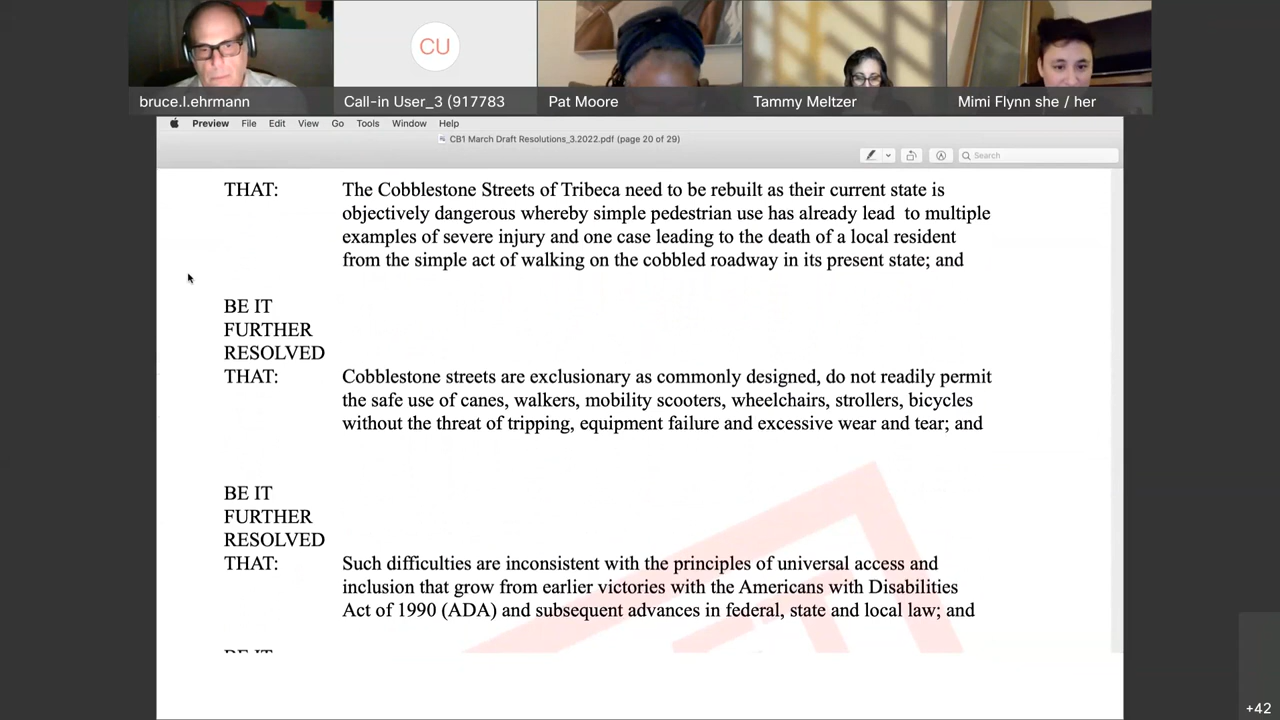 CU
bruce.l.ehrmann
Call-in User_3 (917783
Pat Moore
Tammy Meltzer
Mimi Flynn she / her
Preview File Edit View Go Tools Window Help
CB1 March Draft Resolutions_3.2022.pdf (page 20 of 29)
Search
THAT: The Cobblestone Streets of Tribeca need to be rebuilt as their current state is
objectively dangerous whereby simple pedestrian use has already lead to multiple
examples of severe injury and one case leading to the death of a local resident
from the simple act of walking on the cobbled roadway in its present state; and
BE IT
FURTHER
RESOLVED
THAT: Cobblestone streets are exclusionary as commonly designed, do not readily permit
the safe use of canes, walkers, mobility scooters, wheelchairs, strollers, bicycles
without the threat of tripping, equipment failure and excessive wear and tear; and
BE IT
FURTHER
RESOLVED
THAT: Such difficulties are inconsistent with the principles of universal access and
inclusion that grow from earlier victories with the Americans with Disabilities
Act of 1990 (ADA) and subsequent advances in federal, state and local law; and
BE IT
+42